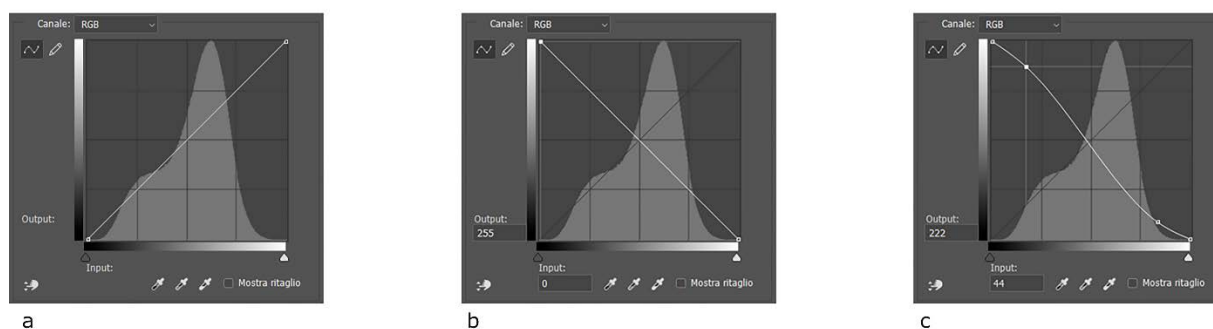 Canale: RGB
Output:
Input:
Mostra ritaglio
a
Canale: RGB
Output:
255
Input:
0
Mostra ritaglio
b
Canale: RGB
Output:
222
Input:
44
Mostra ritaglio
c